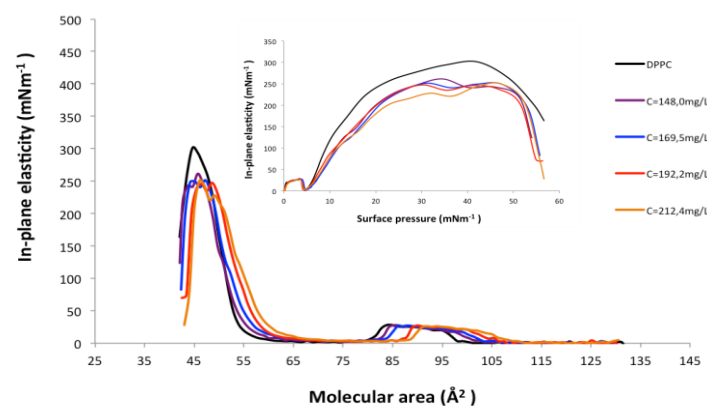 500
450
400
350
300
250
200
150
100
50
0
In-plane elasticity (mNm-1)
25 35 45 55 65 75 85 95 105 115 125 135 145
Molecular area (Å2)
350
300
250
200
150
100
50
0
In-plane elasticity (mNm-1)
0 10 20 30 40 50 60
Surface pressure (mNm-1)
DPPC
C=148,0mg/L
C=169,5mg/L
C=192,2mg/L
C=212,4mg/L